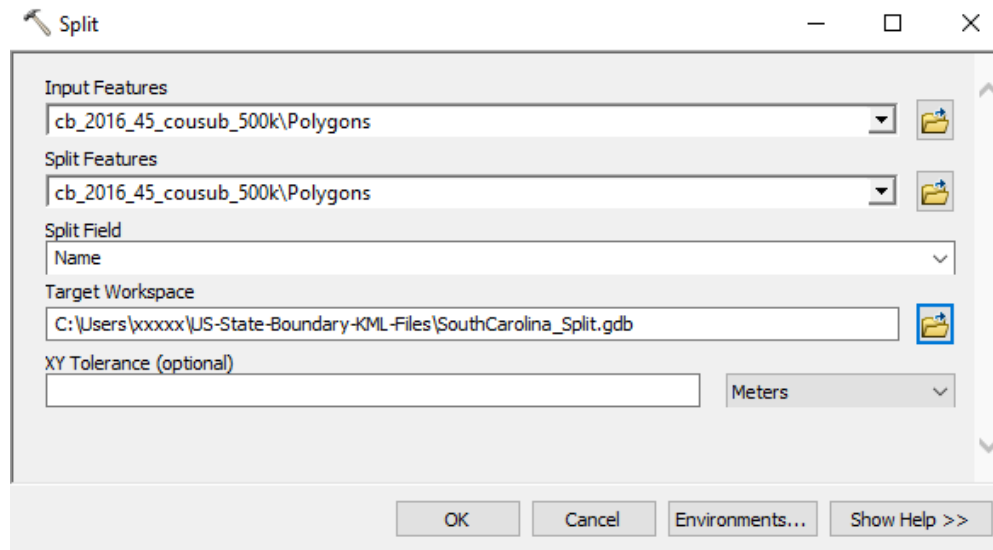 Split
Input Features
cb_2016_45_cousub_500k\Polygons
Split Features
cb_2016_45_cousub_500k\Polygons
Split Field
Name
Target Workspace
C:\Users\xxxxx\US-State-Boundary-KML-Files\SouthCarolina_Split.gdb
XY Tolerance (optional)
Meters
OK Cancel Environments... Show Help >>